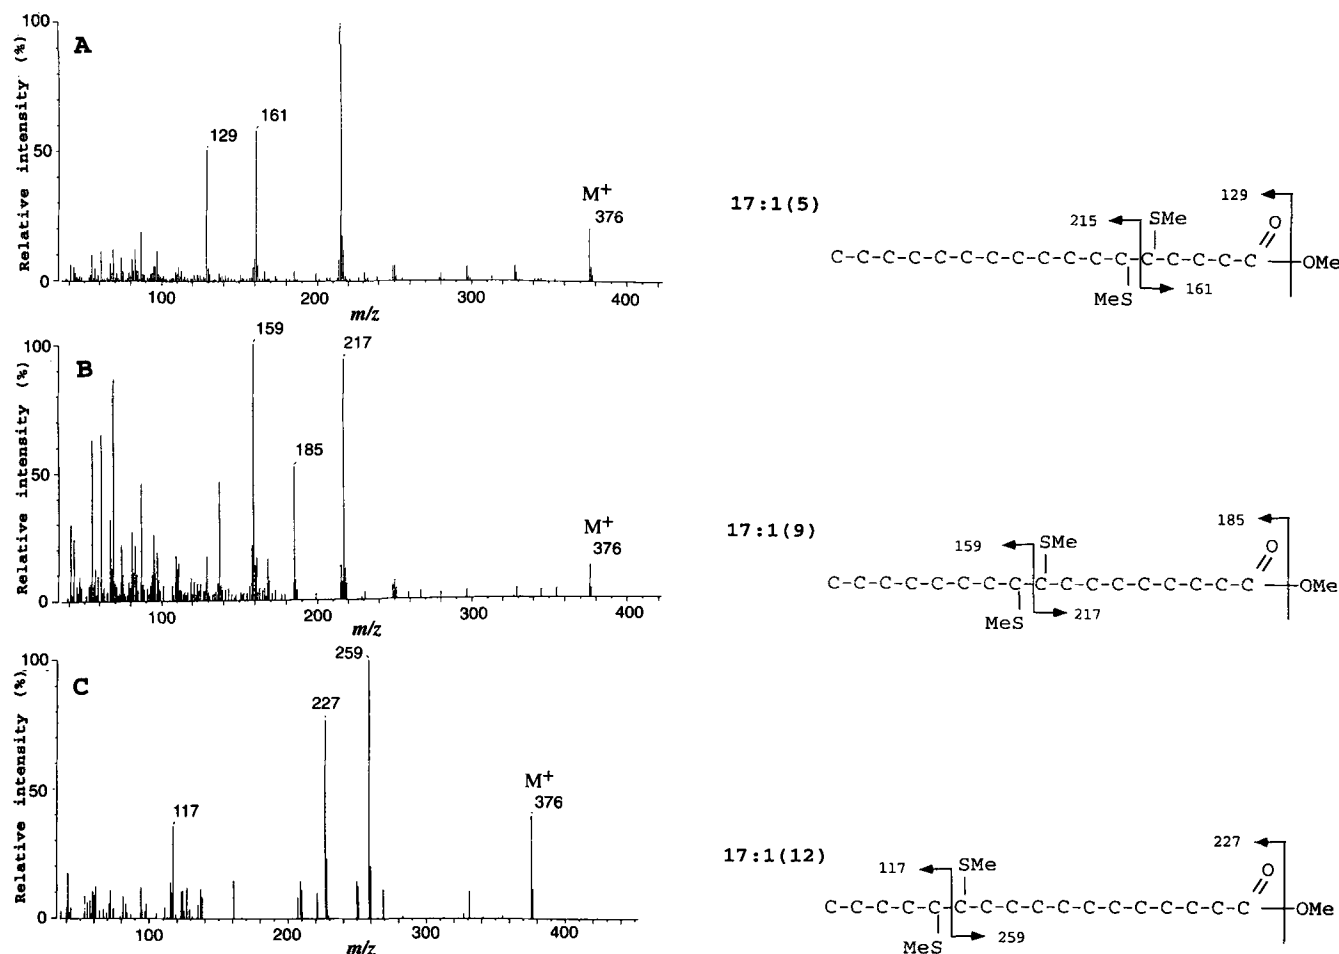 A
Relative intensity (%)
100
50
0
129
161
M+
376
100
200
300
400
m/z
17:1(5)
215
SMe
129
O
C-C-C-C-C-C-C-C-C-C-C-C-C-C-C-C-C-OMe
MeS
161
B
Relative intensity (%)
100
50
0
159
217
185
M+
376
100
200
300
400
m/z
17:1(9)
159
SMe
185
O
C-C-C-C-C-C-C-C-C-C-C-C-C-C-C-C-C-OMe
MeS
217
C
Relative intensity (%)
100
50
0
259
227
117
M+
376
100
200
300
400
m/z
17:1(12)
117
SMe
227
O
C-C-C-C-C-C-C-C-C-C-C-C-C-C-C-C-C-OMe
MeS
259